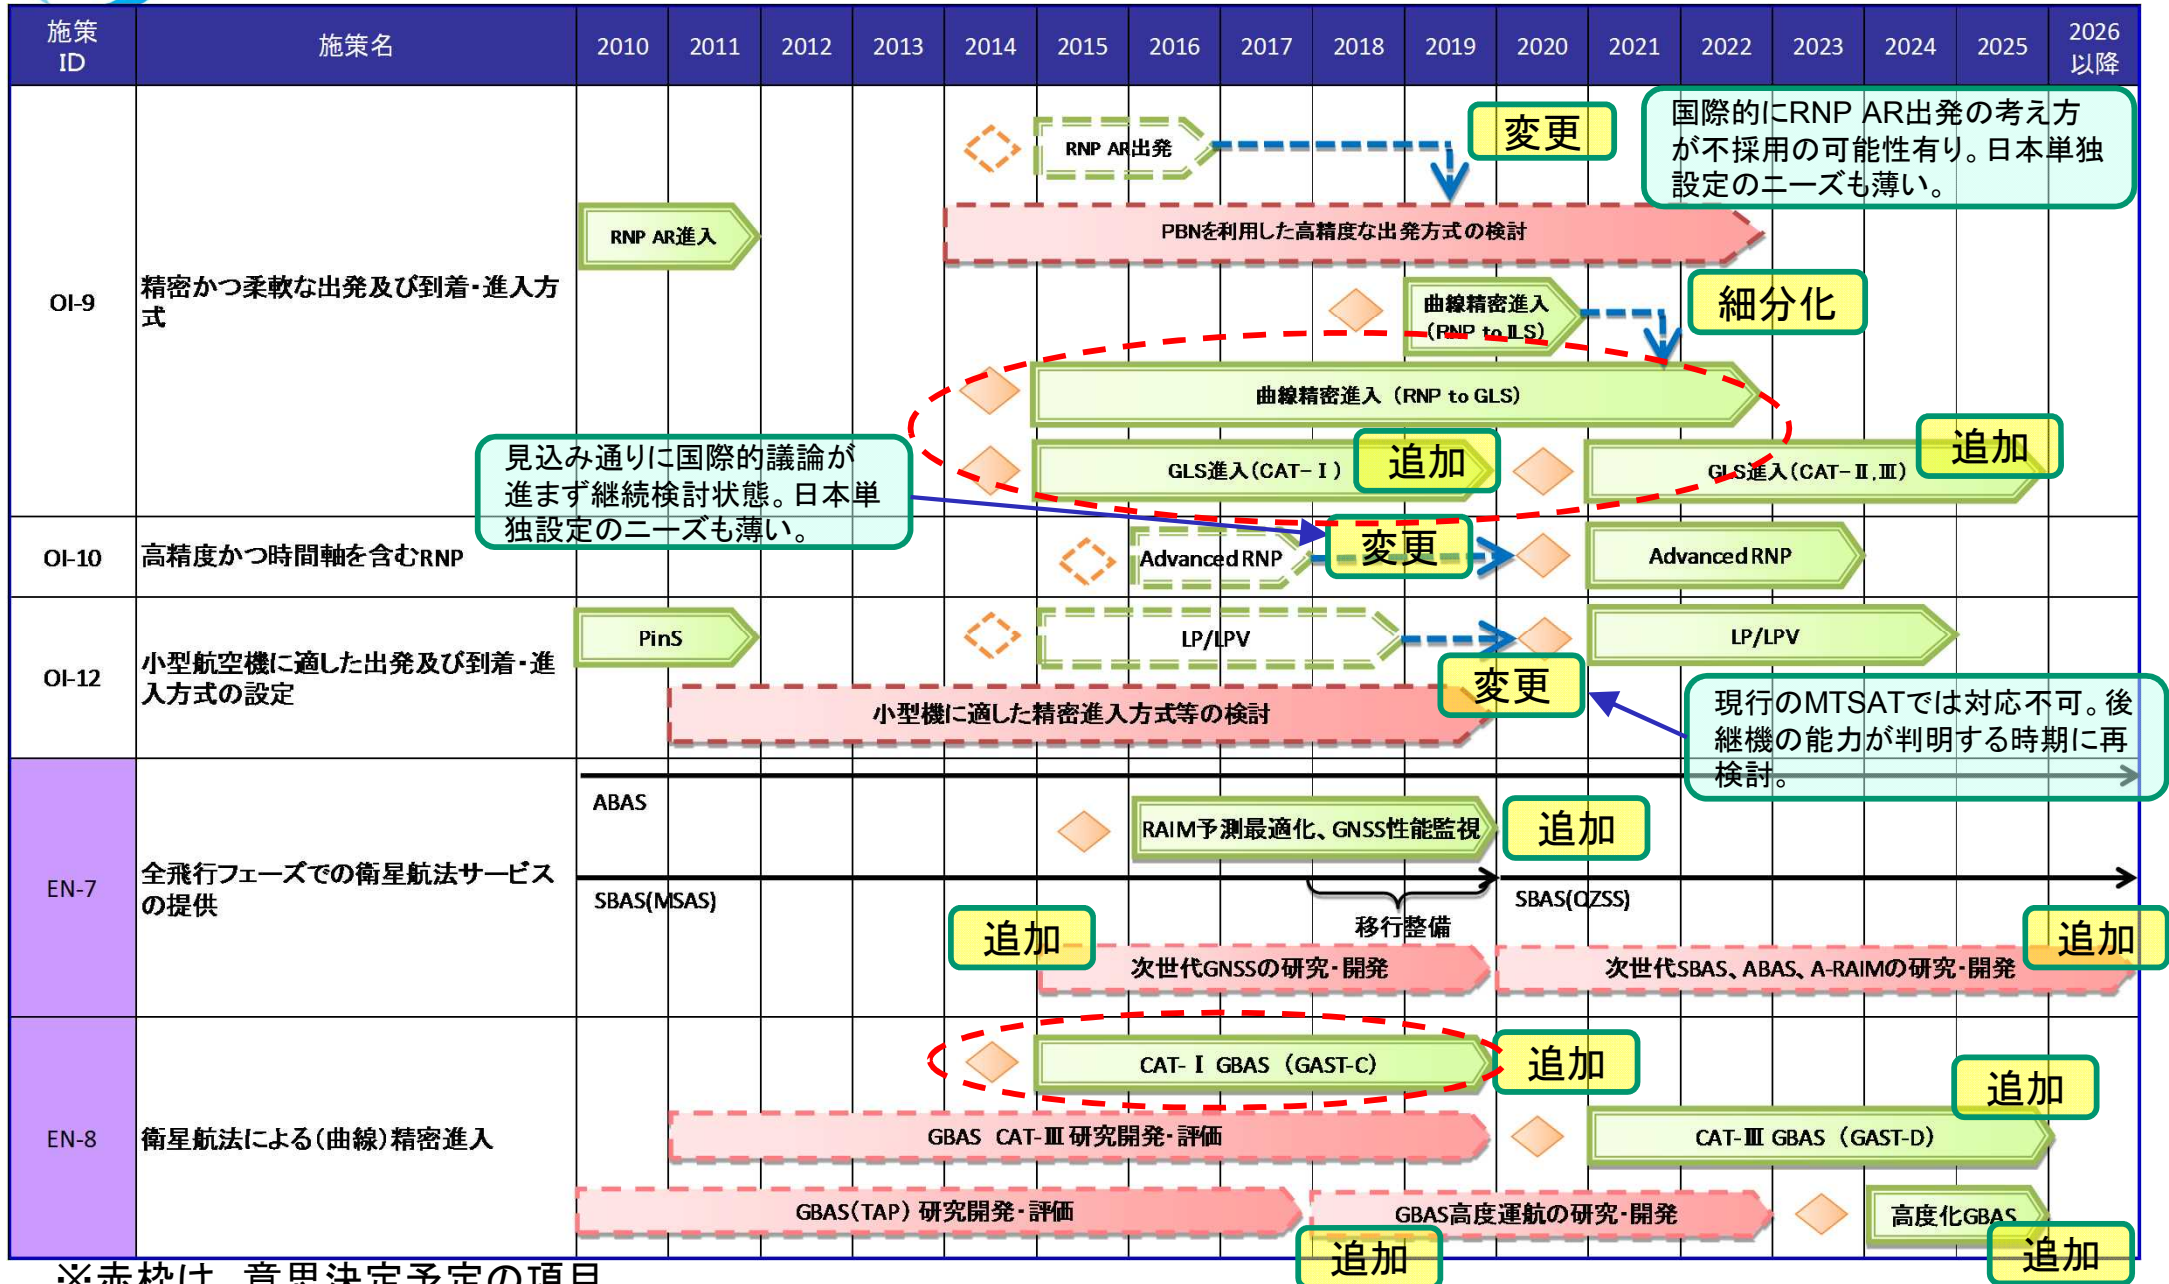 施策
ID
施策名
2010
2011
2012
2013
2014
2015
2016
2017
2018
2019
2020
2021
2022
2023
2024
2025
2026
以降
OI-9
精密かつ柔軟な出発及び到着・進入方
式
RNP AR出発
変更
国際的にRNP AR出発の考え方
が不採用の可能性有り。日本単独
設定のニーズも薄い。
RNP AR進入
PBNを利用した高精度な出発方式の検討
曲線精密進入
(RNP to ILS)
細分化
曲線精密進入（RNP to GLS）
見込み通りに国際的議論が
進まず継続検討状態。日本単
独設定のニーズも薄い。
GLS進入(CAT-Ⅰ)
追加
GLS進入(CAT-Ⅱ,Ⅲ)
追加
OI-10
高精度かつ時間軸を含むRNP
Advanced RNP
変更
Advanced RNP
OI-12
小型航空機に適した出発及び到着・進
入方式の設定
PinS
LP/LPV
LP/LPV
小型機に適した精密進入方式等の検討
変更
現行のMTSATでは対応不可。後
継機の能力が判明する時期に再
検討。
EN-7
全飛行フェーズでの衛星航法サービス
の提供
ABAS
RAIM予測最適化、GNSS性能監視
追加
SBAS(MSAS)
移行整備
SBAS(QZSS)
追加
次世代GNSSの研究・開発
次世代SBAS、ABAS、A-RAIMの研究・開発
追加
EN-8
衛星航法による(曲線)精密進入
CAT-Ⅰ GBAS（GAST-C）
追加
追加
GBAS CAT-Ⅲ 研究開発・評価
CAT-Ⅲ GBAS（GAST-D）
GBAS(TAP) 研究開発・評価
GBAS高度運航の研究・開発
追加
高度化GBAS
追加
※赤枠は、意思決定予定の項目